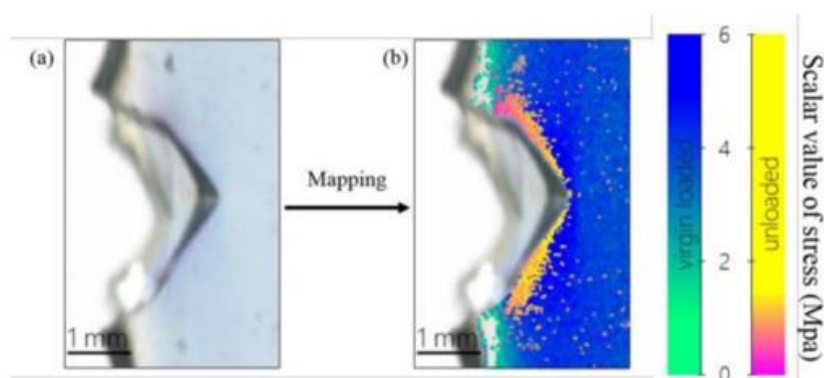 (a)
(b)
Mapping
1 mm
1 mm
6
4
2
0
virgin loaded
unloaded
Scalar value of stress (Mpa)